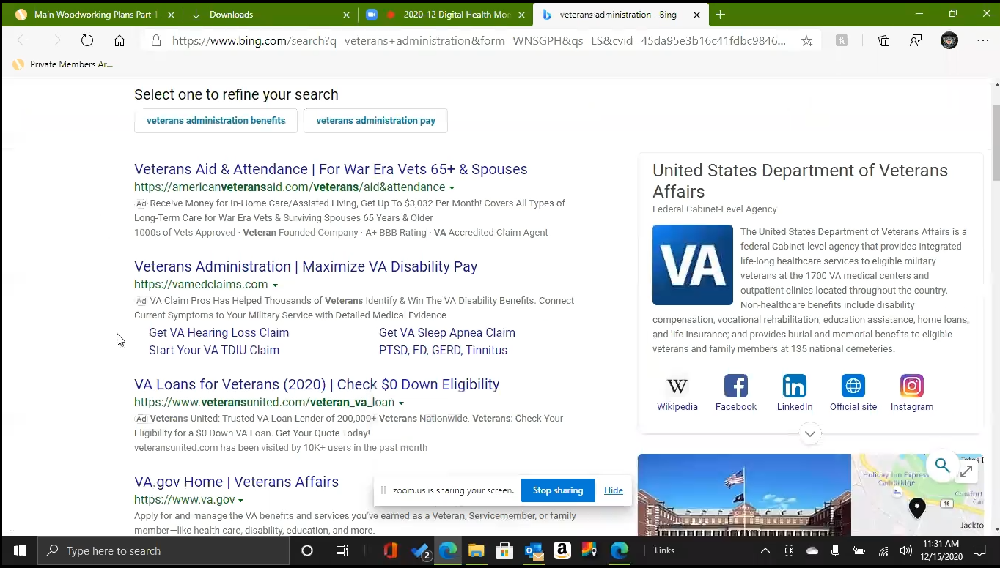 Main Woodworking Plans Part 1
Downloads
2020-12 Digital Health Mo
veterans administration - Bing
https://www.bing.com/search?q=veterans+administration&form=WNSGPH&qs=LS&cvid=45da95e3b16c41fdbc9846...
Private Members Ar...
Select one to refine your search
veterans administration benefits
veterans administration pay
Veterans Aid & Attendance | For War Era Vets 65+ & Spouses
https://americanveteransaid.com/veterans/aid&attendance
Ad Receive Money for In-Home Care/Assisted Living, Get Up To $3,032 Per Month! Covers All Types of
Long-Term Care for War Era Vets & Surviving Spouses 65 Years & Older
1000s of Vets Approved · Veteran Founded Company · A+ BBB Rating · VA Accredited Claim Agent
Veterans Administration | Maximize VA Disability Pay
https://vamedclaims.com
Ad VA Claim Pros Has Helped Thousands of Veterans Identify & Win The VA Disability Benefits. Connect
Current Symptoms to Your Military Service with Detailed Medical Evidence
Get VA Hearing Loss Claim
Get VA Sleep Apnea Claim
Start Your VA TDIU Claim
PTSD, ED, GERD, Tinnitus
VA Loans for Veterans (2020) | Check $0 Down Eligibility
https://www.veteransunited.com/veteran_va_loan
Ad Veterans United: Trusted VA Loan Lender of 200,000+ Veterans Nationwide. Veterans: Check Your
Eligibility for a $0 Down VA Loan. Get Your Quote Today!
veteransunited.com has been visited by 10K+ users in the past month
VA.gov Home | Veterans Affairs
https://www.va.gov
Apply for and manage the VA benefits and services you've earned as a Veteran, Servicemember, or family
member—like health care, disability, education, and more.
United States Department of Veterans
Affairs
Federal Cabinet-Level Agency
VA
The United States Department of Veterans Affairs is a
federal Cabinet-level agency that provides integrated
life-long healthcare services to eligible military
veterans at the 1700 VA medical centers and
outpatient clinics located throughout the country.
Non-healthcare benefits include disability
compensation, vocational rehabilitation, education assistance, home loans,
and life insurance; and provides burial and memorial benefits to eligible
veterans and family members at 135 national cemeteries.
W
Wikipedia
Facebook
LinkedIn
Official site
Instagram
Holiday Inn Express
Cambridge
Comfort
16
Jackto
zoom.us is sharing your screen.
Stop sharing
Hide
Type here to search
2
Links
11:31 AM
12/15/2020